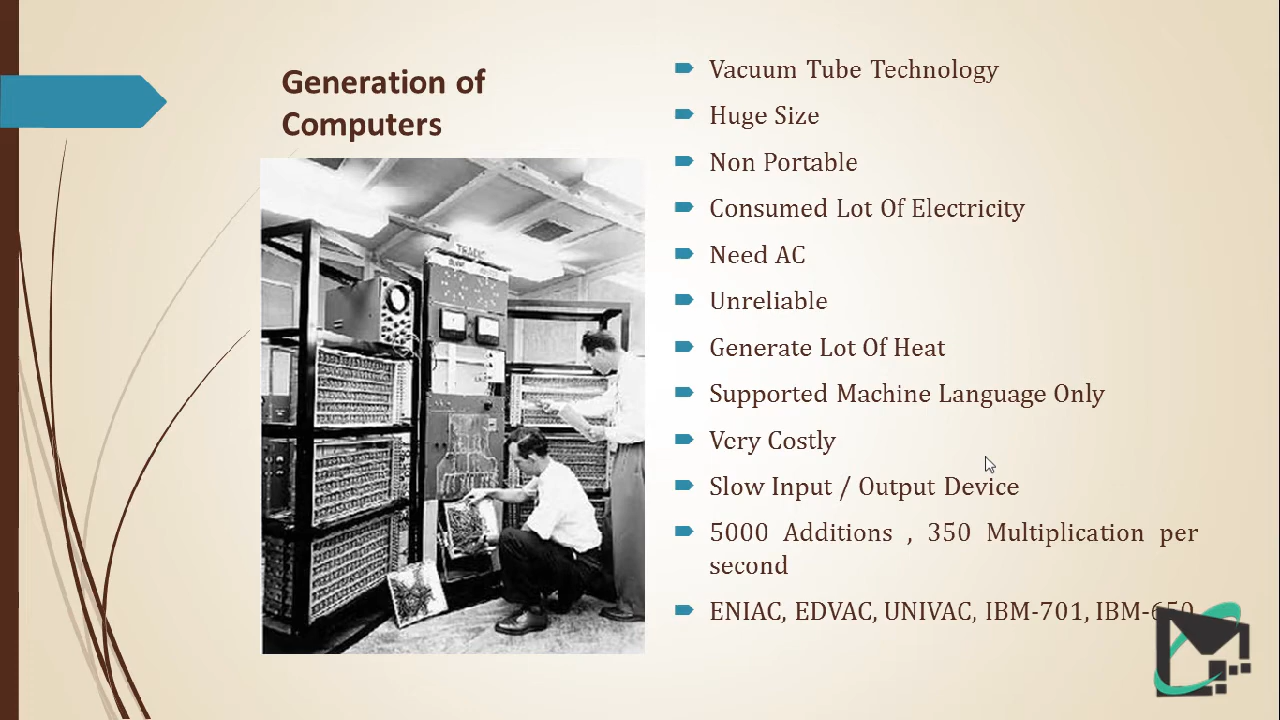 Generation of
Computers
Vacuum Tube Technology
Huge Size
Non Portable
Consumed Lot Of Electricity
Need AC
Unreliable
Generate Lot Of Heat
Supported Machine Language Only
Very Costly
Slow Input / Output Device
5000 Additions , 350 Multiplication per
second
ENIAC, EDVAC, UNIVAC, IBM-701, IBM-650
TRADIC